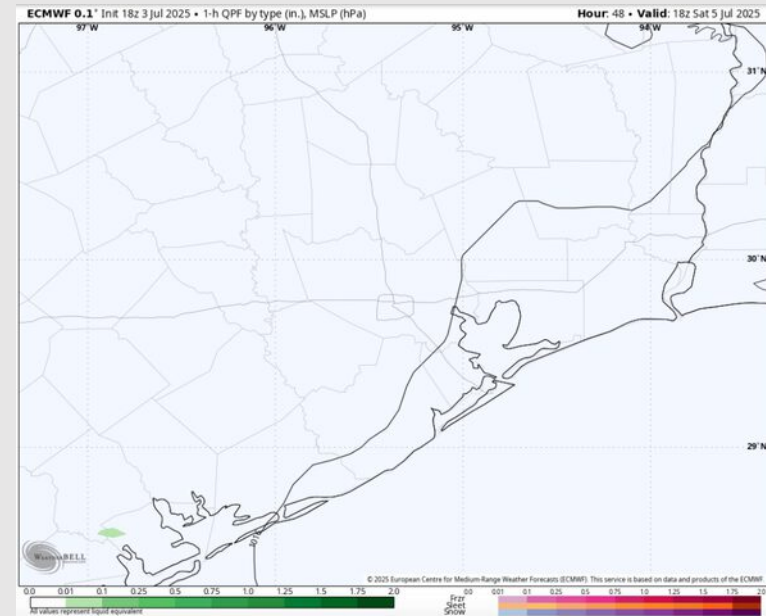 ECMWF 0.1° Init 18z 3 Jul 2025 • 1-h QPF by type (in.), MSLP (hPa)
Hour: 48 • Valid: 18z Sat 5 Jul 2025
97°W 96°W 95°W 94°W
31°N
30°N
29°N
WeatherBELL
© 2025 European Centre for Medium-Range Weather Forecasts (ECMWF). This service is based on data and products of the ECMWF
0.0 0.01 0.1 0.25 0.5 0.75 1.0 1.25 1.5 1.75 2.0
0.0 0.01 0.1 0.25 0.5 0.75 1.0 1.25 1.5 1.75 2.0
All values represent liquid equivalent
Frzr
Sleet
Snow